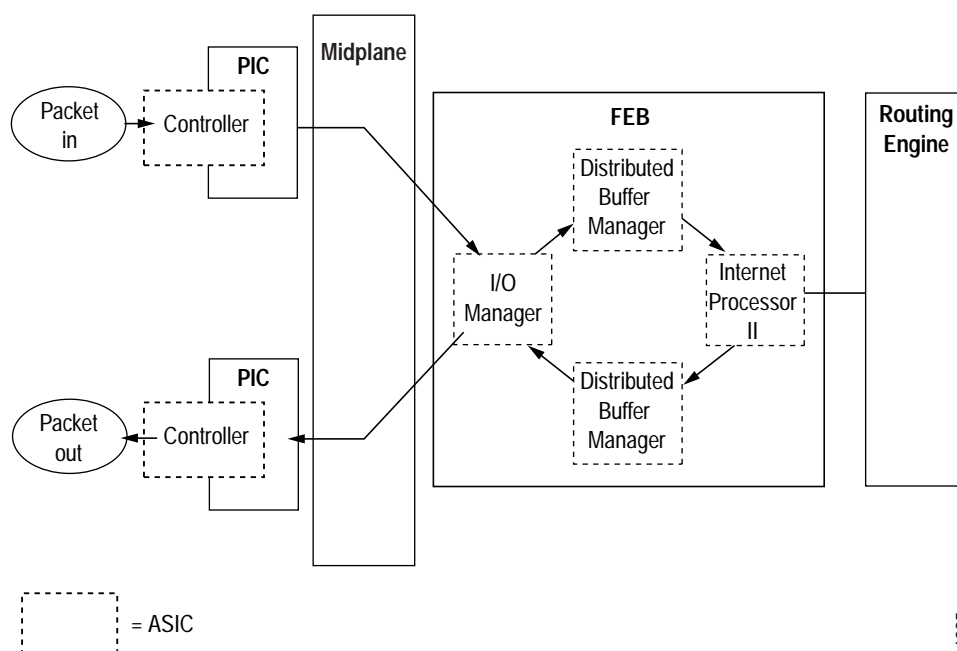 Midplane
PIC
Packet
in
Controller
FEB
Routing
Engine
Distributed
Buffer
Manager
I/O
Manager
Internet
Processor
II
Distributed
Buffer
Manager
PIC
Packet
out
Controller
= ASIC